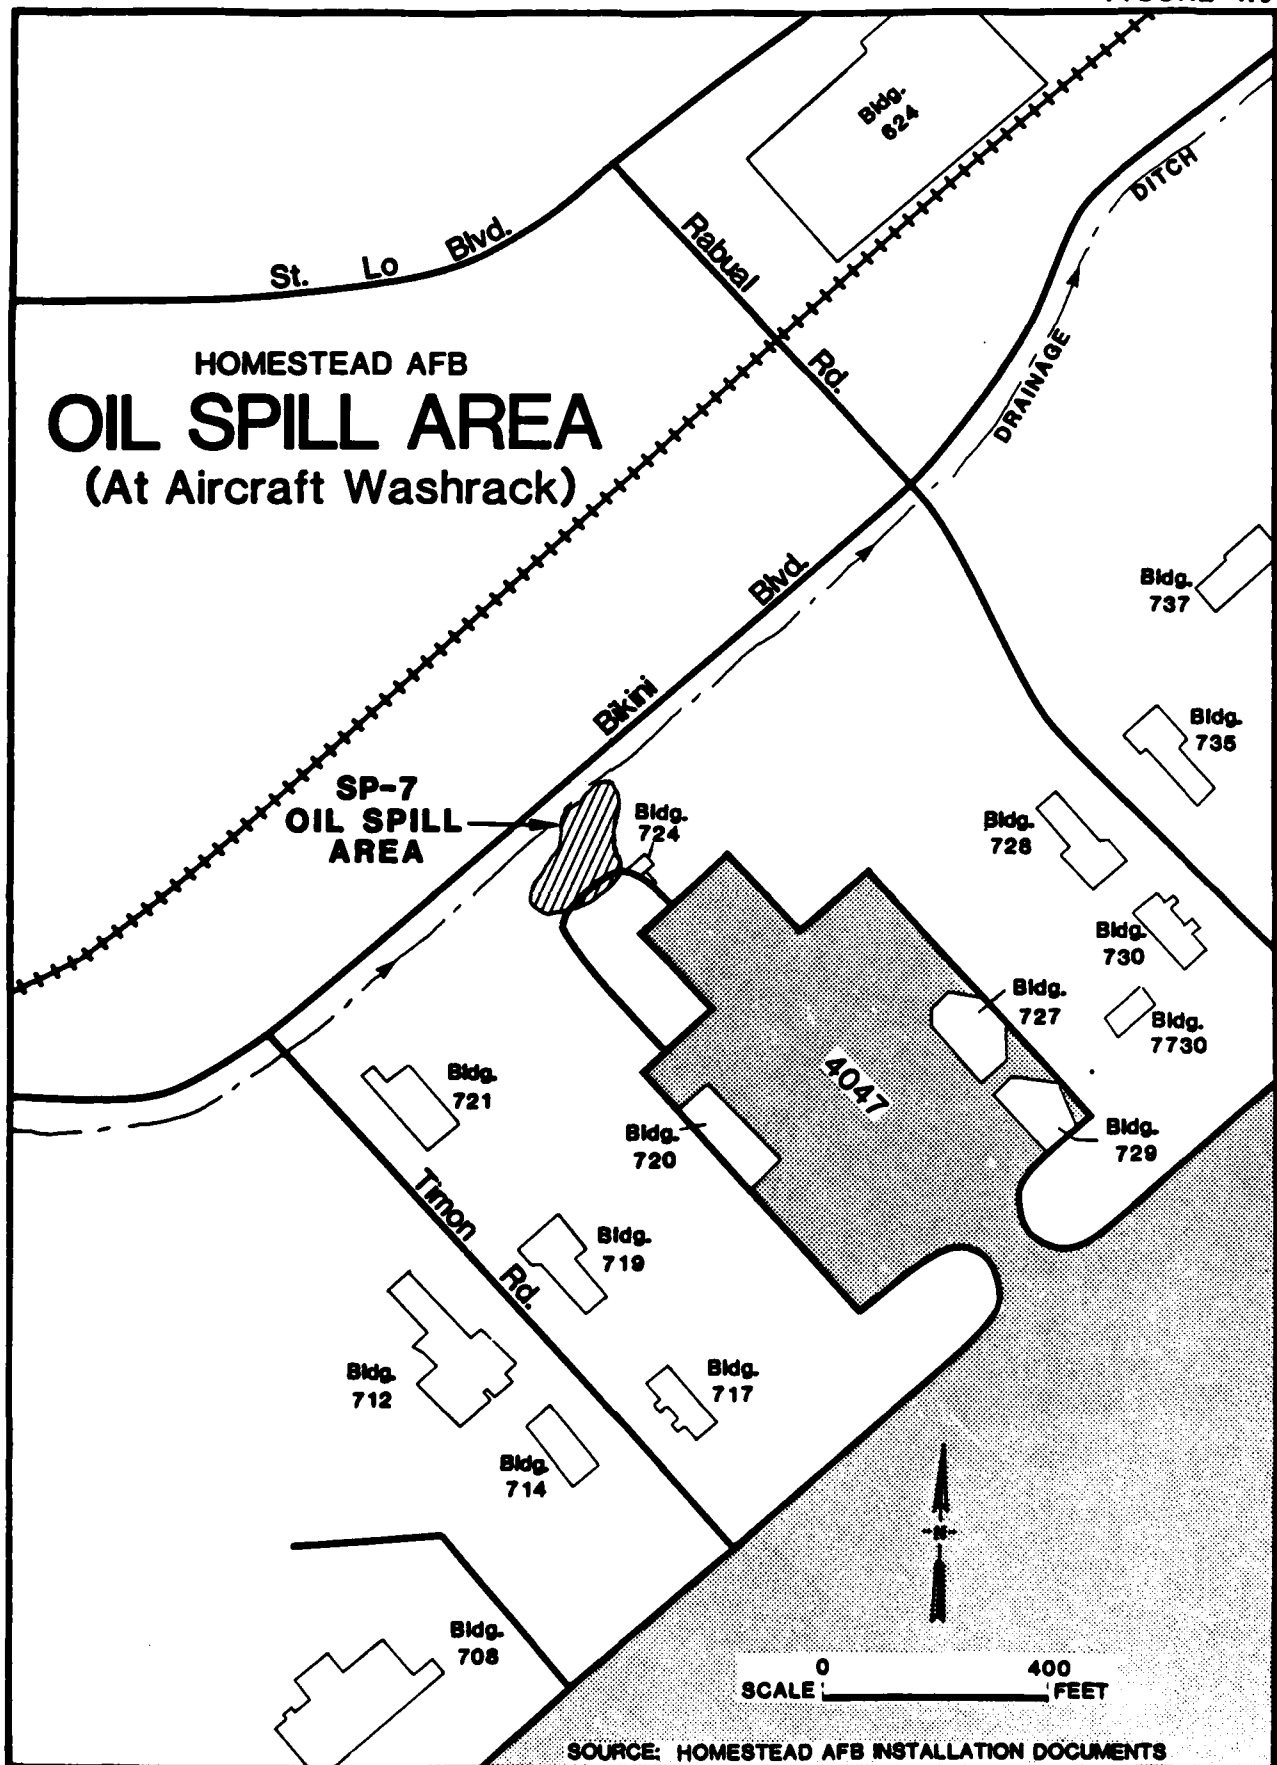 Bldg.
624
DITCH
Rabual
Rd.
St. Lo Blvd.
DRAINAGE
HOMESTEAD AFB
OIL SPILL AREA
(At Aircraft Washrack)
Bikini Blvd.
Bldg.
737
Bldg.
735
SP-7
OIL SPILL
AREA
Bldg.
724
Bldg.
728
Bldg.
730
Bldg.
727
Bldg.
7730
4047
Bldg.
721
Bldg.
720
Bldg.
729
Timon
Rd.
Bldg.
719
Bldg.
712
Bldg.
717
Bldg.
714
-N-
Bldg.
708
0 400
SCALE FEET
SOURCE: HOMESTEAD AFB INSTALLATION DOCUMENTS